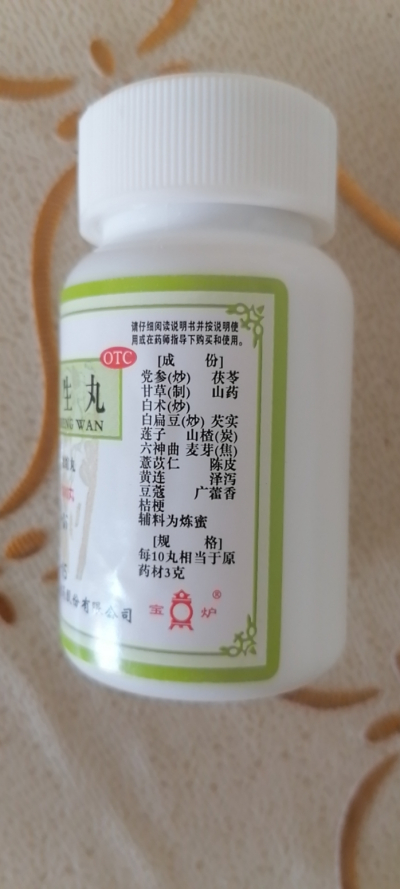 请仔细阅读说明书并按说明使
用或在药师指导下购买和使用。
OTC
生丸
WAN
[成 份]
党参(炒) 茯苓
甘草(制) 山药
白术(炒)
白扁豆(炒) 芡实
莲子 山楂(炭)
六神曲 麦芽(焦)
薏苡仁 陈皮
黄连 泽泻
豆蔻 广藿香
桔梗
辅料为炼蜜
[规 格]
每10丸相当于原
药材3克
份有限公司
宝 炉
®